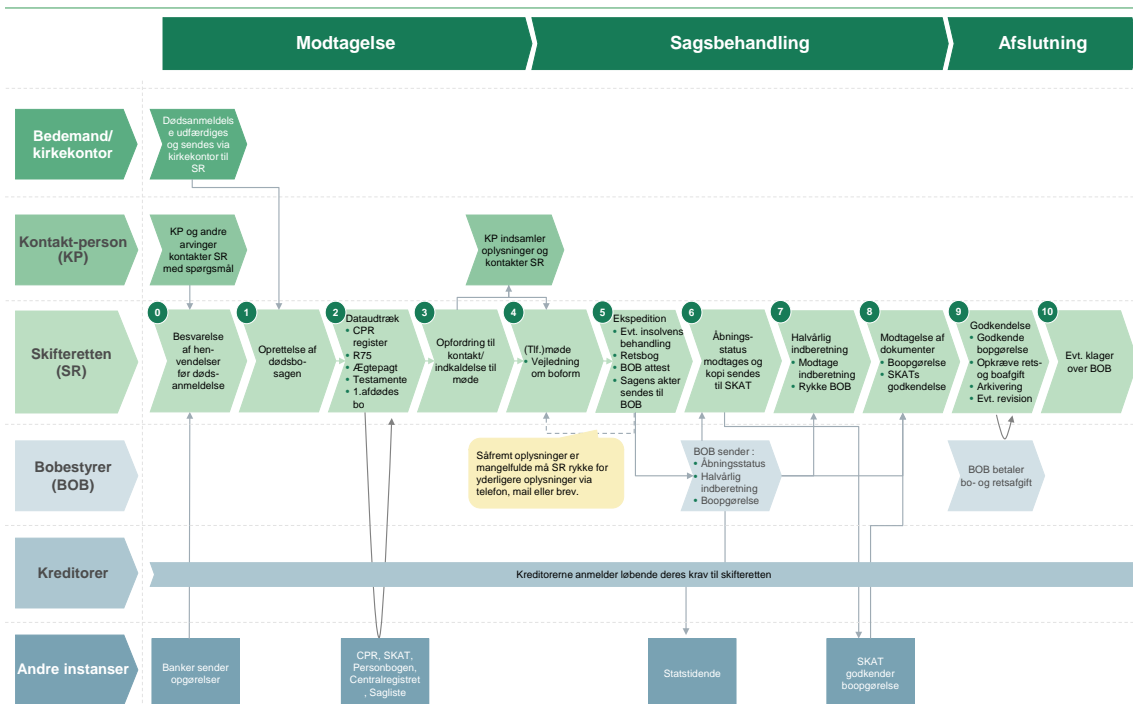 Modtagelse
Sagsbehandling
Afslutning
Bedemand/
kirkekontor
Dødsanmeldels
e udfærdiges
og sendes via
kirkekontor til
SR
Kontakt-person
(KP)
KP og andre
arvinger
kontakter SR
med spørgsmål
KP indsamler
oplysninger og
kontakter SR
Skifteretten
(SR)
0
Besvarelse
af hen-
vendelser
før døds-
anmeldelse
1
Oprettelse af
dødsbo-
sagen
2
Dataudtræk
• CPR
register
• R75
• Ægtepagt
• Testamente
• 1.afdødes
bo
3
Opfordring til
kontakt/
indkaldelse til
møde
4
(Tlf.)møde
• Vejledning
om boform
5
Ekspedition
• Evt. insolvens
behandling
• Retsbog
• BOB attest
• Sagens akter
sendes til
BOB
6
Åbnings-
status
modtages og
kopi sendes
til SKAT
7
Halvårlig
indberetning
• Modtage
indberetning
• Rykke BOB
8
Modtagelse af
dokumenter
• Boopgørelse
• SKATs
godkendelse
9
Godkendelse
• Godkende
bopgørelse
• Opkræve rets-
og boafgift
• Arkivering
• Evt. revision
10
Evt. klager
over BOB
Bobestyrer
(BOB)
Såfremt oplysninger er
mangelfulde må SR rykke for
yderligere oplysninger via
telefon, mail eller brev.
BOB sender :
• Åbningsstatus
• Halvårlig
indberetning
• Boopgørelse
BOB betaler
bo- og retsafgift
Kreditorer
Kreditorerne anmelder løbende deres krav til skifteretten
Andre instanser
Banker sender
opgørelser
CPR, SKAT,
Personbogen,
Centralregistret
, Sagliste
Statstidende
SKAT
godkender
boopgørelse